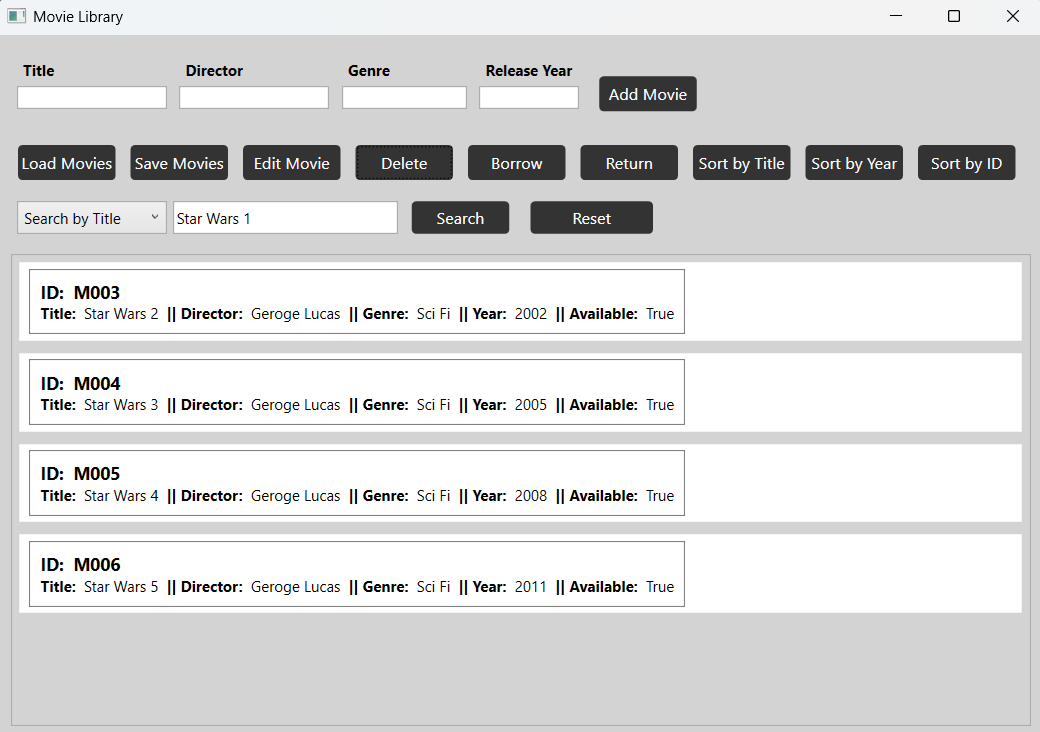 Movie Library
Title Director Genre Release Year
Add Movie
Load Movies Save Movies Edit Movie Delete Borrow Return Sort by Title Sort by Year Sort by ID
Search by Title Star Wars 1 Search Reset
ID: M003
Title: Star Wars 2 || Director: Geroge Lucas || Genre: Sci Fi || Year: 2002 || Available: True
ID: M004
Title: Star Wars 3 || Director: Geroge Lucas || Genre: Sci Fi || Year: 2005 || Available: True
ID: M005
Title: Star Wars 4 || Director: Geroge Lucas || Genre: Sci Fi || Year: 2008 || Available: True
ID: M006
Title: Star Wars 5 || Director: Geroge Lucas || Genre: Sci Fi || Year: 2011 || Available: True